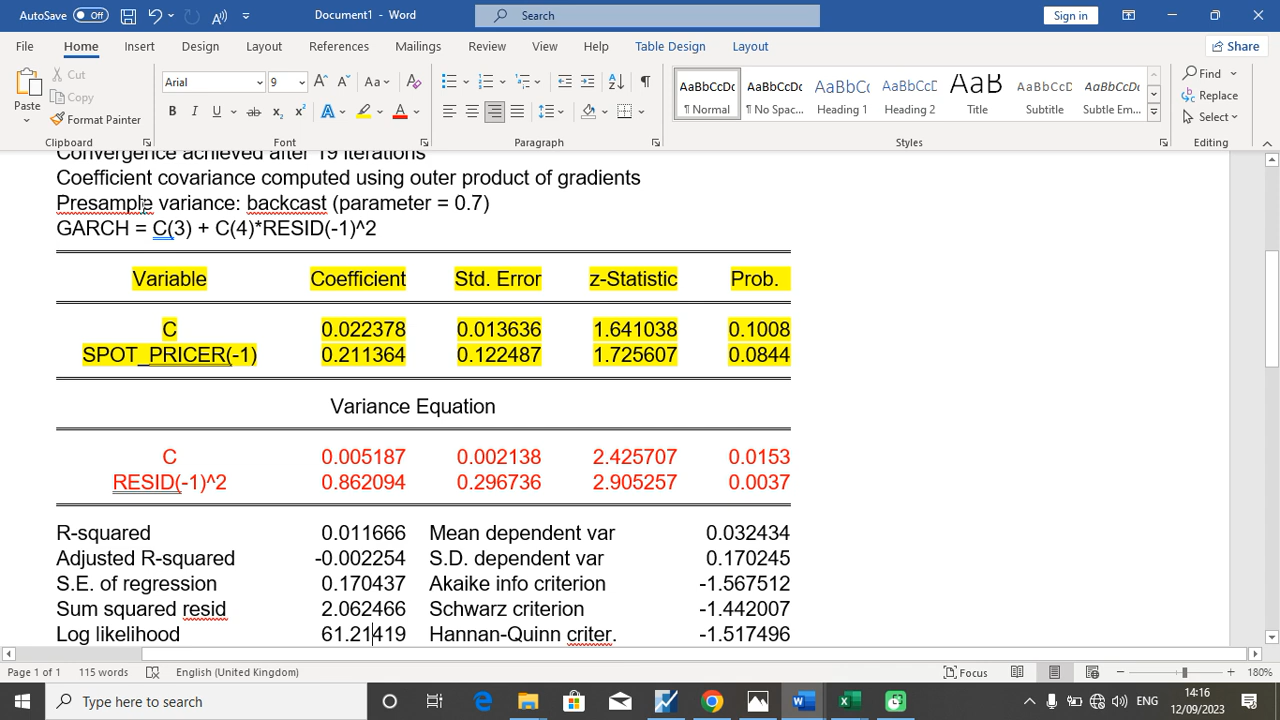 AutoSave Off Document1 - Word Search Sign in
File Home Insert Design Layout References Mailings Review View Help Table Design Layout Share
Paste Cut Copy Format Painter
Arial 9 Aa
AaBbCcDc AaBbCcDc AaBbCc AaBbCcD AaB AaBbCcD AaBbCcDc
¶ Normal ¶ No Spac... Heading 1 Heading 2 Title Subtitle Subtle Em...
Find Replace Select
Clipboard Font Paragraph Styles Editing
Convergence achieved after 19 iterations
Coefficient covariance computed using outer product of gradients
Presample variance: backcast (parameter = 0.7)
GARCH = C(3) + C(4)*RESID(-1)^2
Variable Coefficient Std. Error z-Statistic Prob.
C 0.022378 0.013636 1.641038 0.1008
SPOT_PRICER(-1) 0.211364 0.122487 1.725607 0.0844
Variance Equation
C 0.005187 0.002138 2.425707 0.0153
RESID(-1)^2 0.862094 0.296736 2.905257 0.0037
R-squared 0.011666 Mean dependent var 0.032434
Adjusted R-squared -0.002254 S.D. dependent var 0.170245
S.E. of regression 0.170437 Akaike info criterion -1.567512
Sum squared resid 2.062466 Schwarz criterion -1.442007
Log likelihood 61.21419 Hannan-Quinn criter. -1.517496
Page 1 of 1 115 words English (United Kingdom) Focus 180%
Type here to search ENG 14:16
12/09/2023